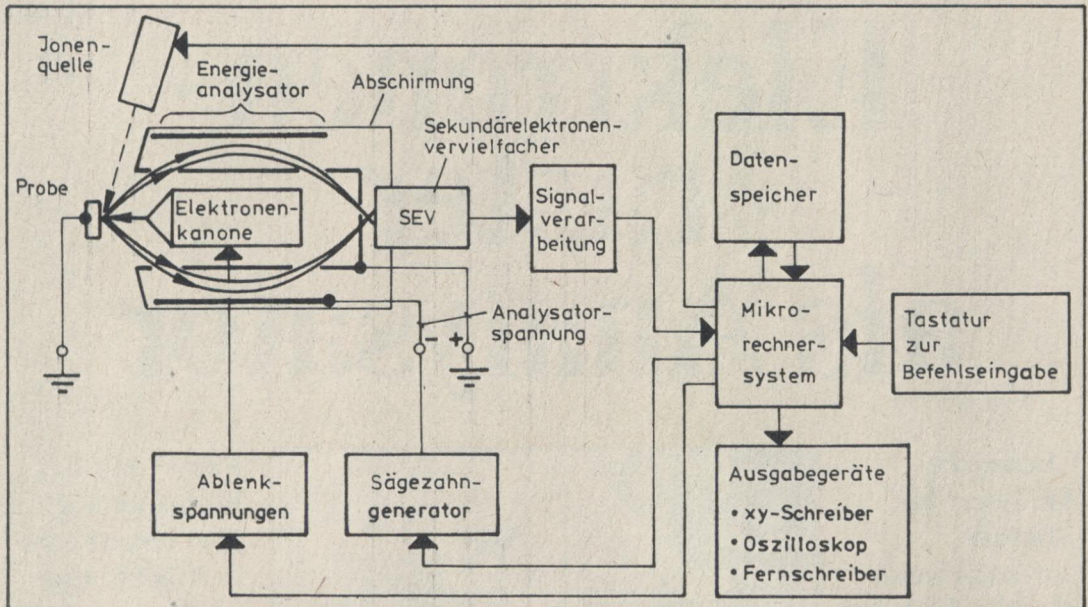 Jonen-
quelle
Energie-
analysator
Abschirmung
Sekundärelektronen-
vervielfacher
Probe
Elektronen-
kanone
SEV
Signal-
verar-
beitung
Daten-
speicher
Mikro-
rechner-
system
Tastatur
zur
Befehlseingabe
Analysator-
spannung
- +
Ablenk-
spannungen
Sägezahn-
generator
Ausgabegeräte
• xy-Schreiber
• Oszilloskop
• Fernschreiber